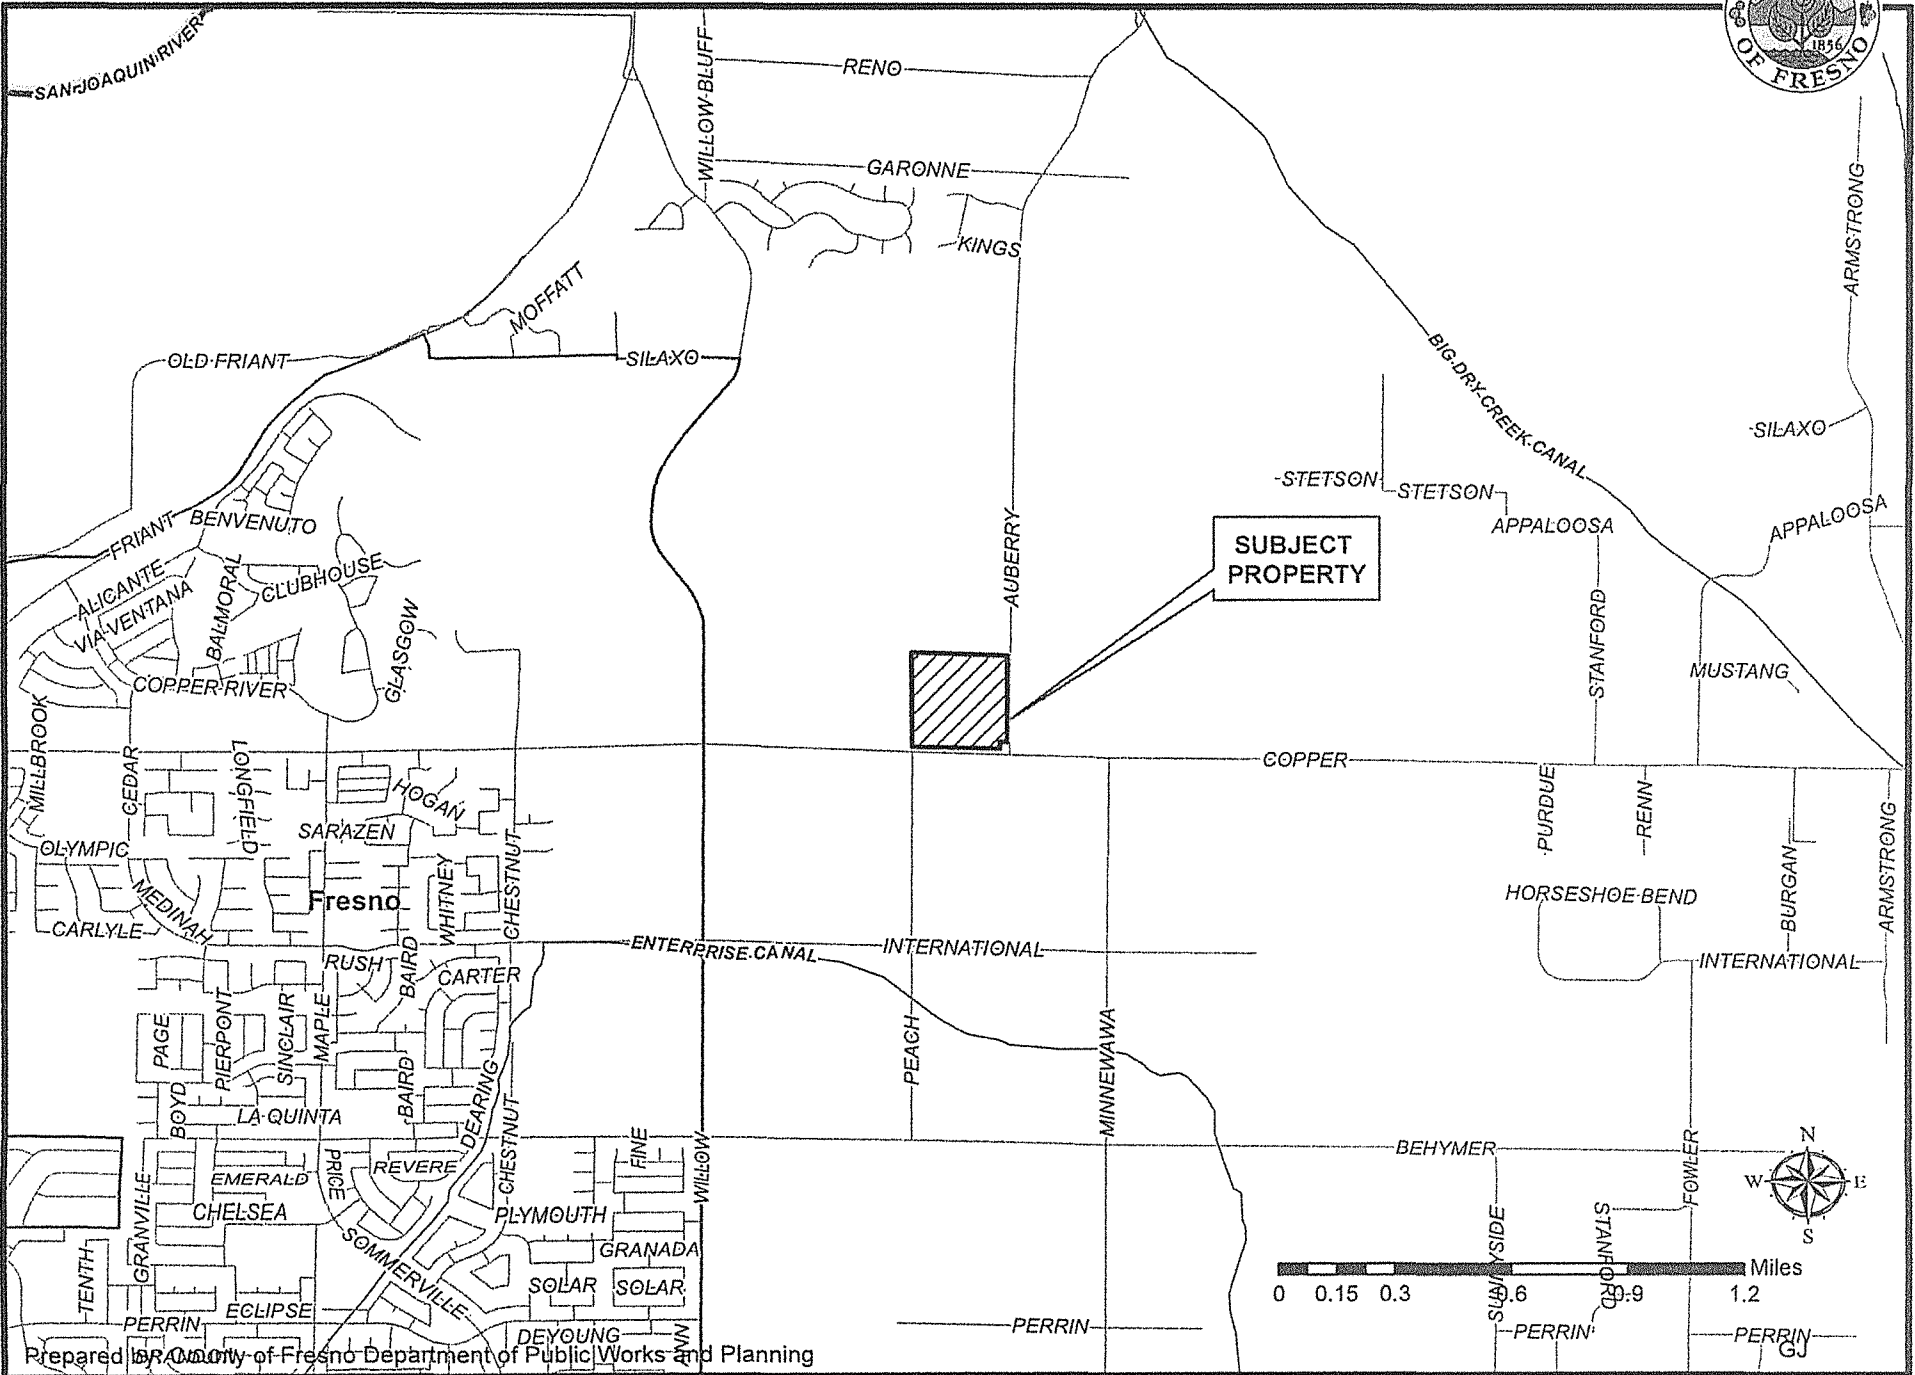 1856
OF FRESNO
SAN JOAQUIN RIVER
WILLOW BLUFF
RENO
GARONNE
KINGS
ARMSTRONG
MOFFATT
OLD FRIANT
SILAXO
BIG DRY CREEK CANAL
SILAXO
STETSON
STETSON
APPALOOSA
APPALOOSA
FRIANT
BENVENUTO
AUBERRY
SUBJECT
PROPERTY
ALICANTE
VIA VENTANA
BALMORAL
CLUBHOUSE
GLASGOW
STANFORD
COPPER RIVER
MUSTANG
MILLBROOK
CEDAR
LONGFIELD
HOGAN
SARAZEN
COPPER
PURDUE
RENN
OLYMPIC
MEDINAH
CARLYLE
Fresno
WHITNEY
CHESTNUT
BURGAN
ARMSTRONG
HORSESHOE BEND
ENTERPRISE CANAL
INTERNATIONAL
INTERNATIONAL
RUSH
BAIRD
CARTER
PAGE
PIERPONT
SINCLAIR
MAPLE
PEACH
MINNEWAWA
BOYD
LA QUINTA
BAIRD
DEARING
CHESTNUT
FINE
WILLOW
BEHYMER
FOWLER
GRANVILLE
EMERALD
CHELSEA
PRICE
REVERE
PLYMOUTH
GRANADA
SOMMERVILLE
SOLAR
SOLAR
TENTH
ECLIPSE
PERRIN
DEYOUNG
ANN
PERRIN
SUNNYSIDE
STANFORD
PERRIN
PERRIN
N
W
E
S
Miles
0 0.15 0.3 0.6 0.9 1.2
GJ
Prepared by: County of Fresno Department of Public Works and Planning